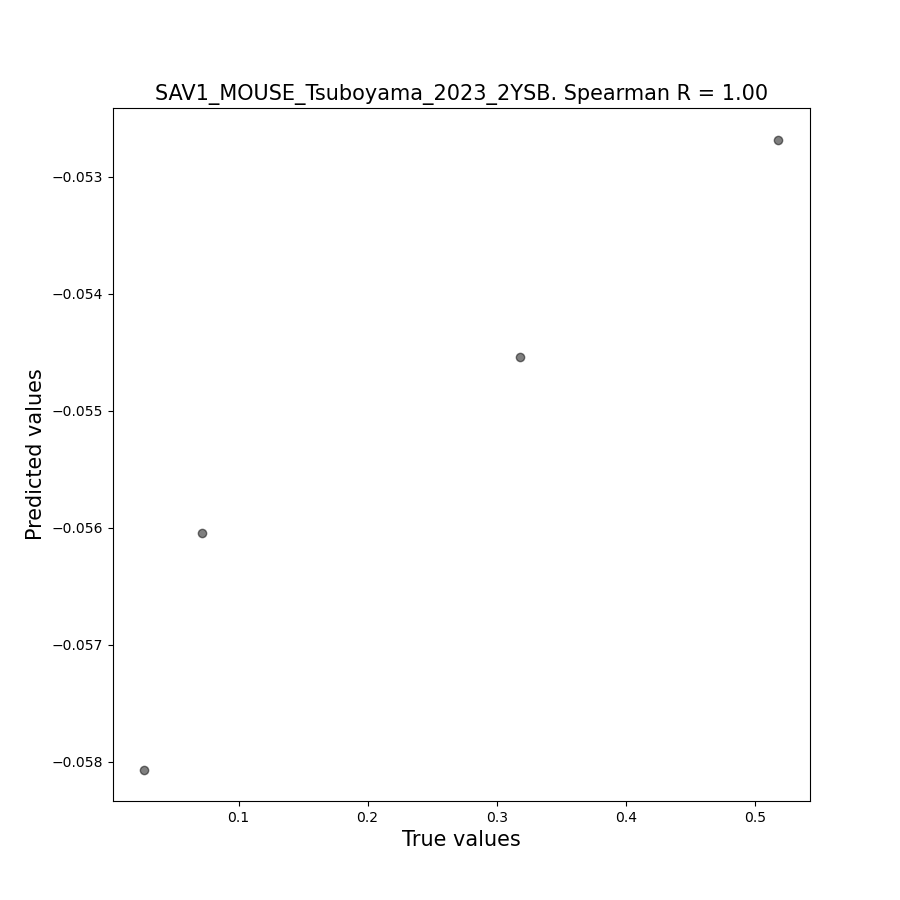 SAV1_MOUSE_Tsuboyama_2023_2YSB. Spearman R = 1.00
−0.053
−0.054
−0.055
−0.056
−0.057
−0.058
Predicted values
0.1 0.2 0.3 0.4 0.5
True values